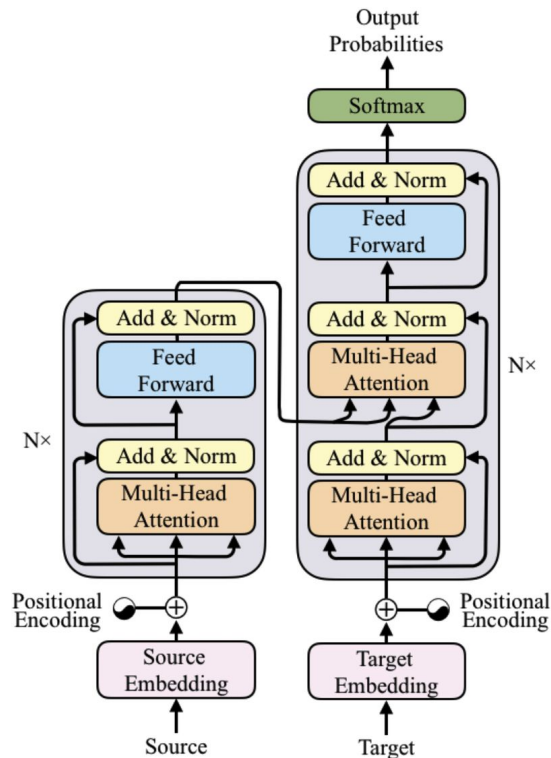 Output
Probabilities
Softmax
Add & Norm
Feed
Forward
Add & Norm
Multi-Head
Attention
Add & Norm
Multi-Head
Attention
N×
Add & Norm
Feed
Forward
Add & Norm
Multi-Head
Attention
N×
Positional
Encoding
Positional
Encoding
Source
Embedding
Target
Embedding
Source
Target